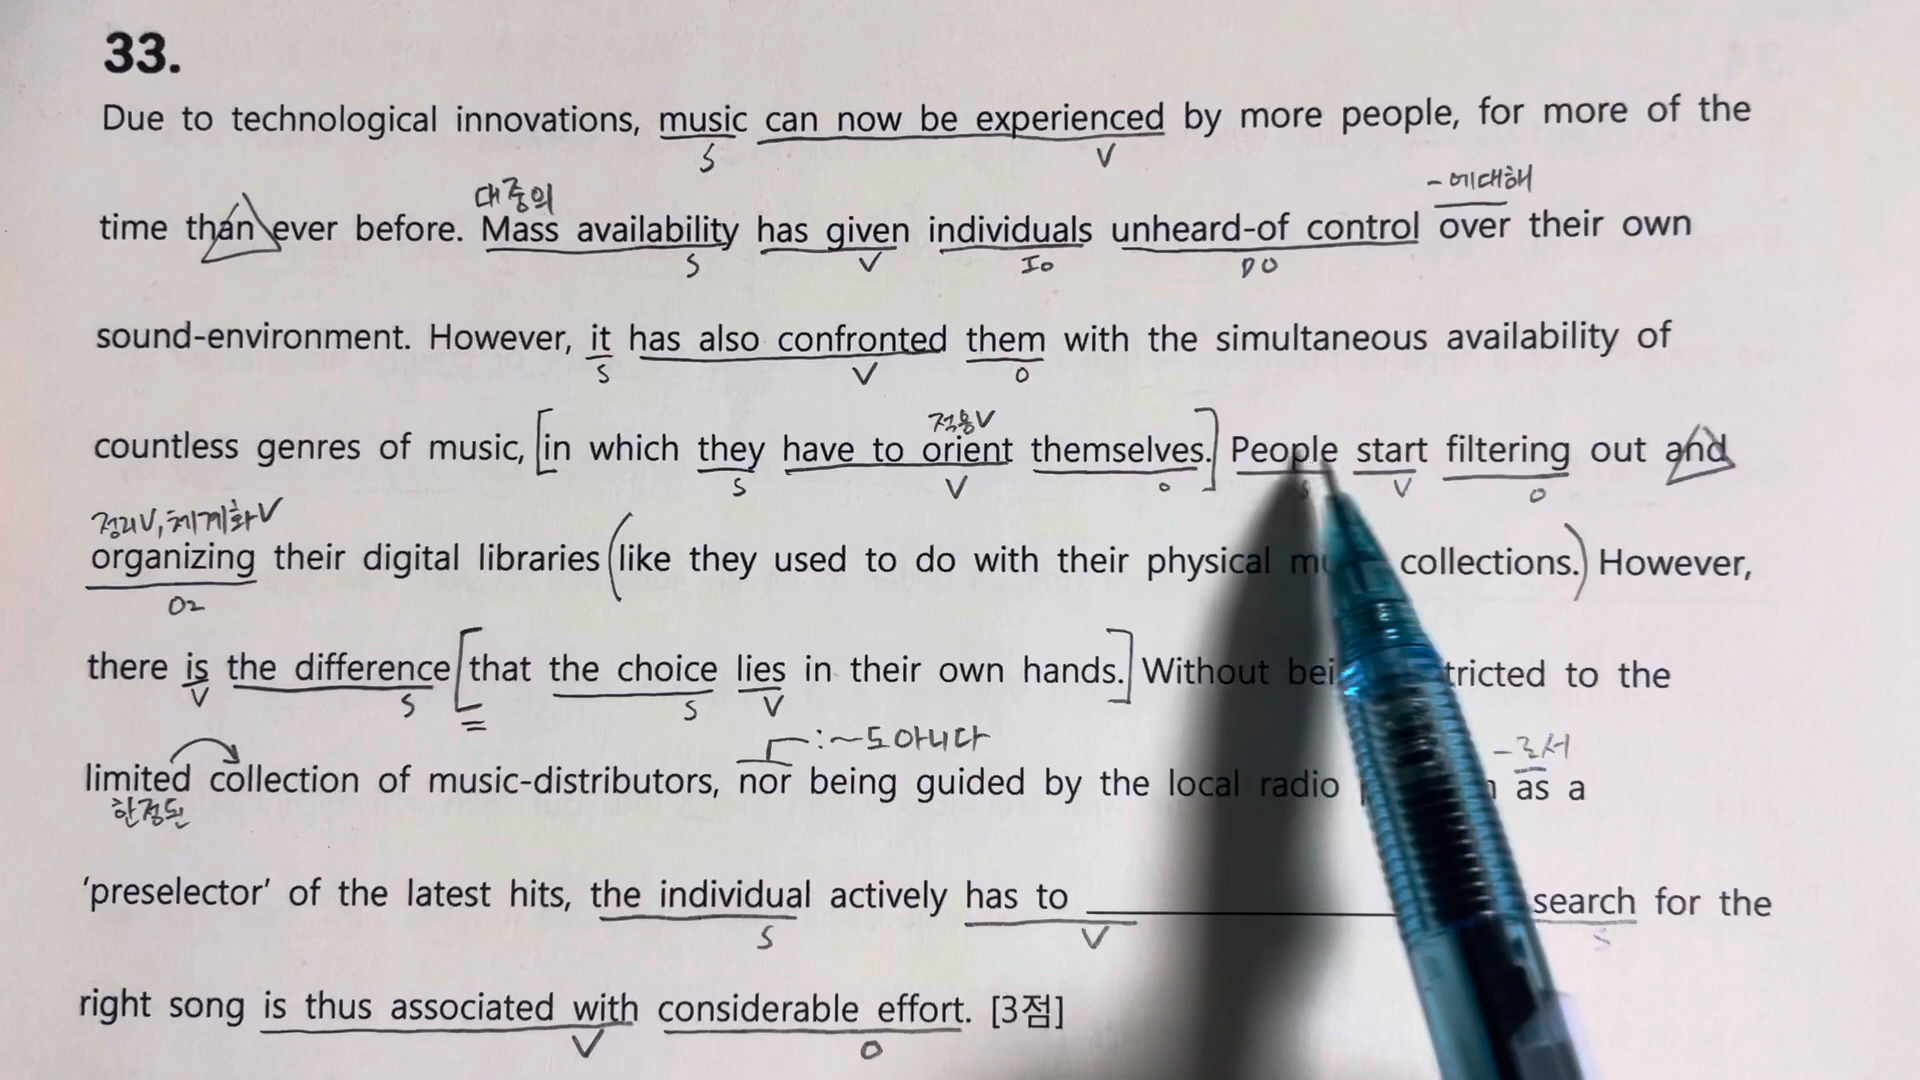 33.
Due to technological innovations, music can now be experienced by more people, for more of the
S V
대중의 -에대해
time than ever before. Mass availability has given individuals unheard-of control over their own
S V IO DO
sound-environment. However, it has also confronted them with the simultaneous availability of
S V O
적응V
countless genres of music, [in which they have to orient themselves.] People start filtering out and
S V O S V O
정리V, 체계화V
organizing their digital libraries (like they used to do with their physical collections.) However,
O2
there is the difference [that the choice lies in their own hands.] Without to the
V S = S V
:~도아니다 -로서
limited collection of music-distributors, nor being guided by the local radio as a
한정된
'preselector' of the latest hits, the individual actively has to ____ search for the
S V S
right song is thus associated with considerable effort. [3점]
V O